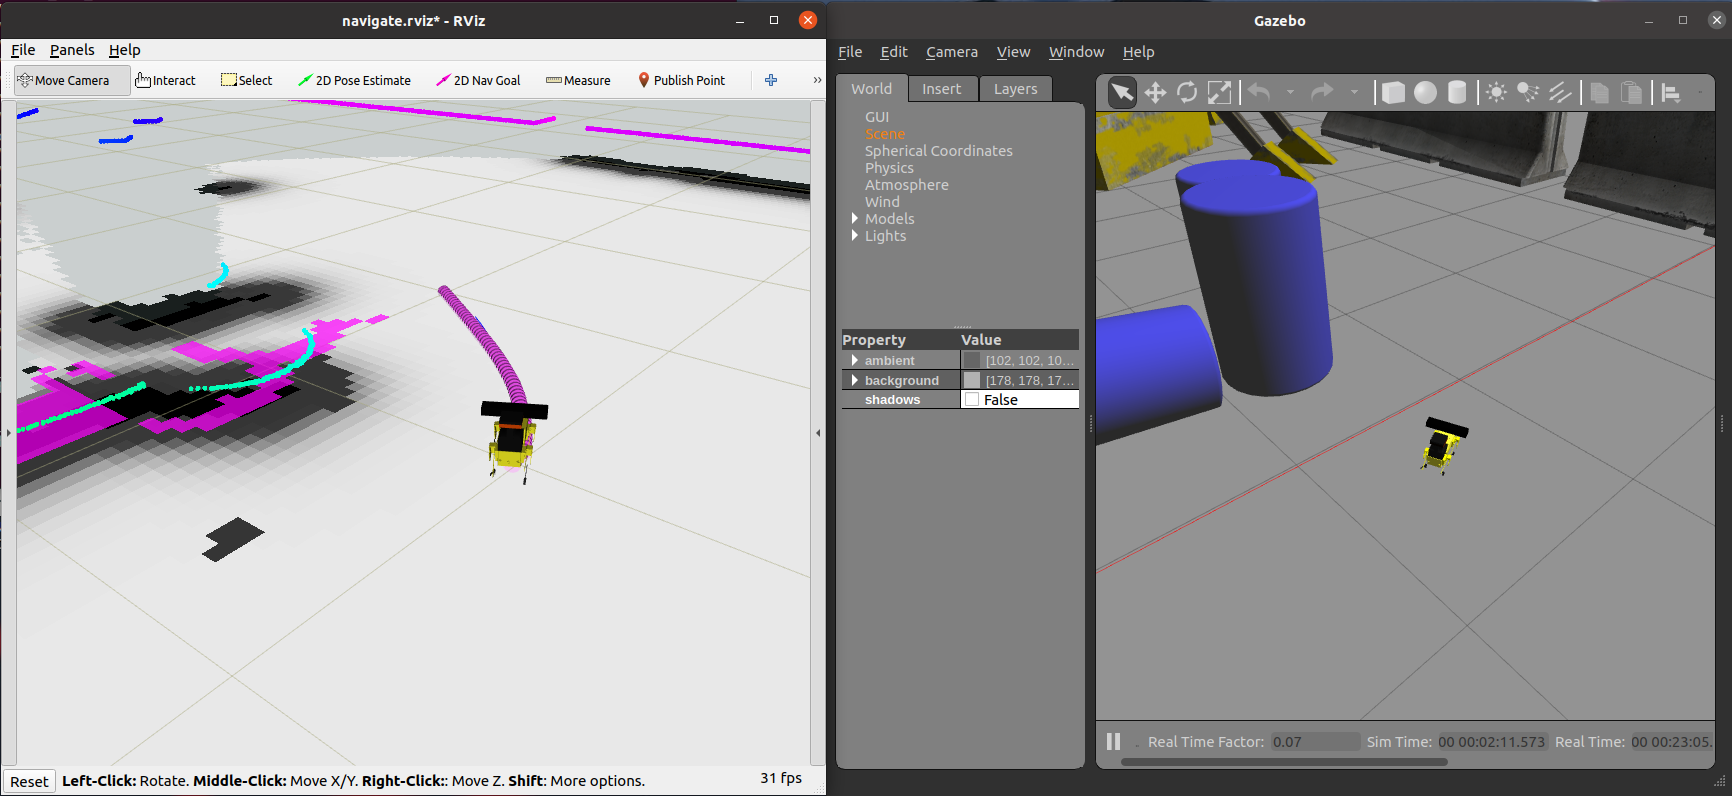 navigate.rviz* - RViz
File Panels Help
Move Camera Interact Select 2D Pose Estimate 2D Nav Goal Measure Publish Point »
Reset Left-Click: Rotate. Middle-Click: Move X/Y. Right-Click:: Move Z. Shift: More options. 31 fps
Gazebo
File Edit Camera View Window Help
World Insert Layers
GUI
Scene
Spherical Coordinates
Physics
Atmosphere
Wind
Models
Lights
Property Value
ambient [102, 102, 10...
background [178, 178, 17...
shadows False
Real Time Factor: 0.07 Sim Time: 00 00:02:11.573 Real Time: 00 00:23:05.